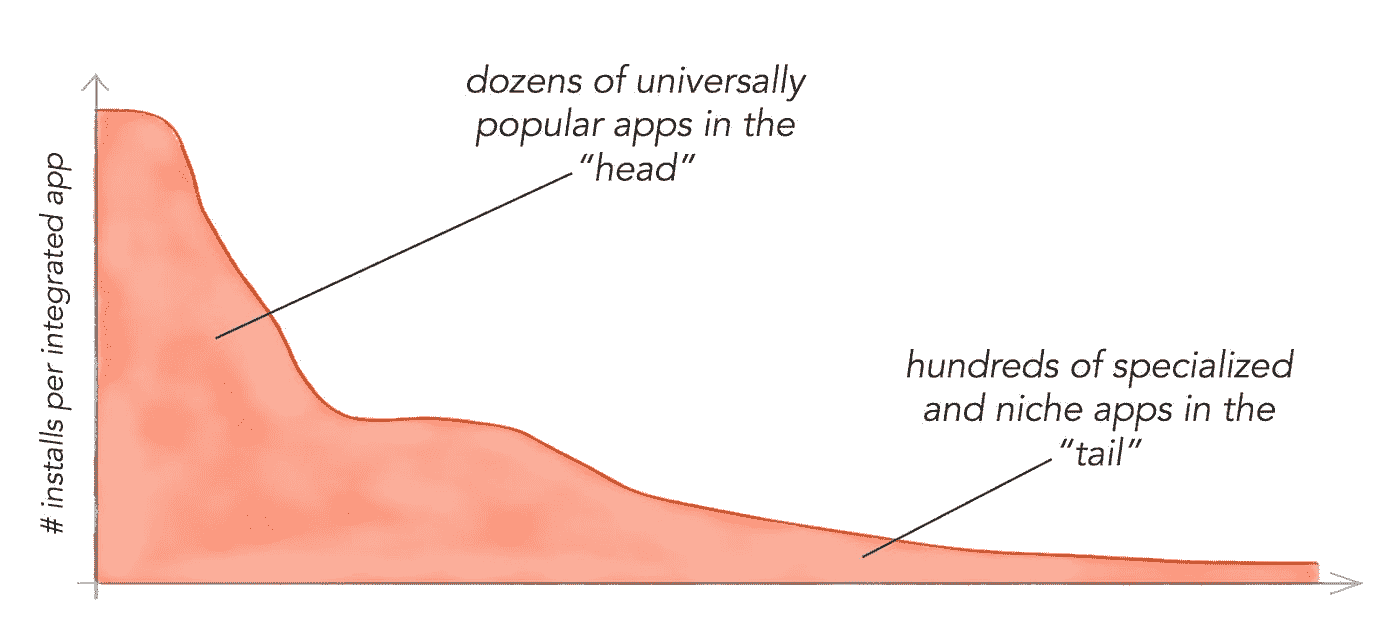 dozens of universally
popular apps in the
“head”
# installs per integrated app
hundreds of specialized
and niche apps in the
“tail”